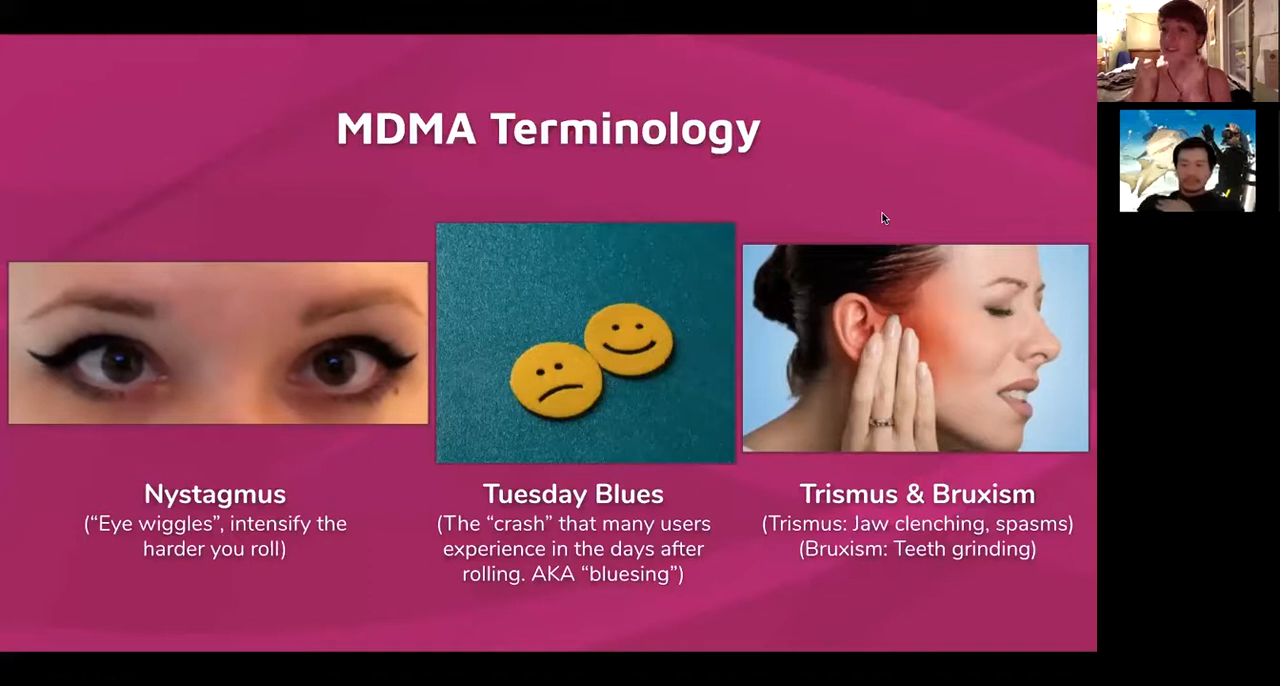 MDMA Terminology
Nystagmus
(“Eye wiggles”, intensify the
harder you roll)
Tuesday Blues
(The “crash” that many users
experience in the days after
rolling. AKA “bluesing”)
Trismus & Bruxism
(Trismus: Jaw clenching, spasms)
(Bruxism: Teeth grinding)